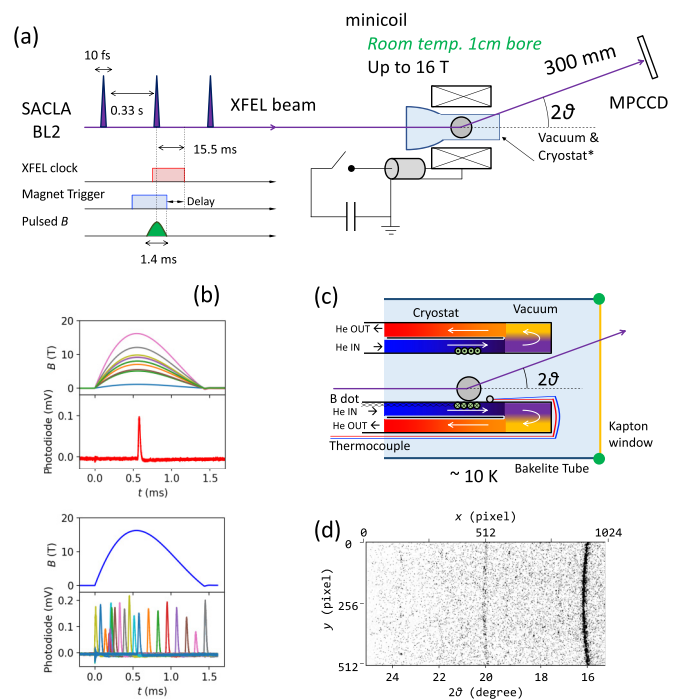 (a)
minicoil
Room temp. 1cm bore
Up to 16 T
10 fs
0.33 s
SACLA
BL2
XFEL beam
300 mm
MPCCD
2ϑ
Vacuum &
Cryostat*
15.5 ms
XFEL clock
Magnet Trigger
Delay
Pulsed B
1.4 ms
(b)
20
10
0
B (T)
0.1
0.0
Photodiode (mV)
0.0 0.5 1.0 1.5
t (ms)
20
10
0
B (T)
0.2
0.1
0.0
Photodiode (mV)
0.0 0.5 1.0 1.5
t (ms)
(c)
Cryostat
Vacuum
He OUT
He IN
2ϑ
B dot
He IN
He OUT
Thermocouple
Kapton
window
~ 10 K
Bakelite Tube
(d)
x (pixel)
0 512 1024
0
256
512
y (pixel)
24 22 20 18 16
2ϑ (degree)